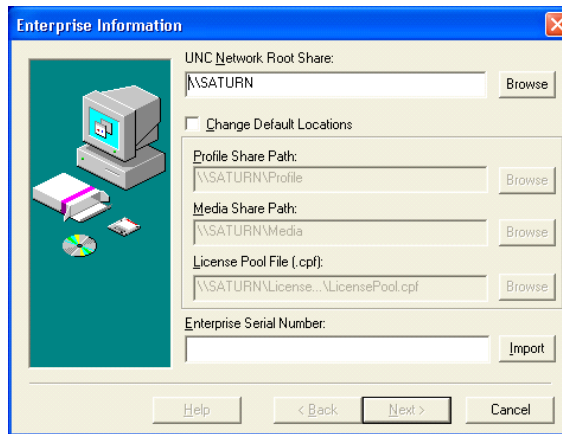 Enterprise Information
UNC Network Root Share:
\\SATURN
Browse
Change Default Locations
Profile Share Path:
\\SATURN\Profile
Browse
Media Share Path:
\\SATURN\Media
Browse
License Pool File (.cpf):
\\SATURN\License...\LicensePool.cpf
Browse
Enterprise Serial Number:
Import
Help
< Back
Next >
Cancel